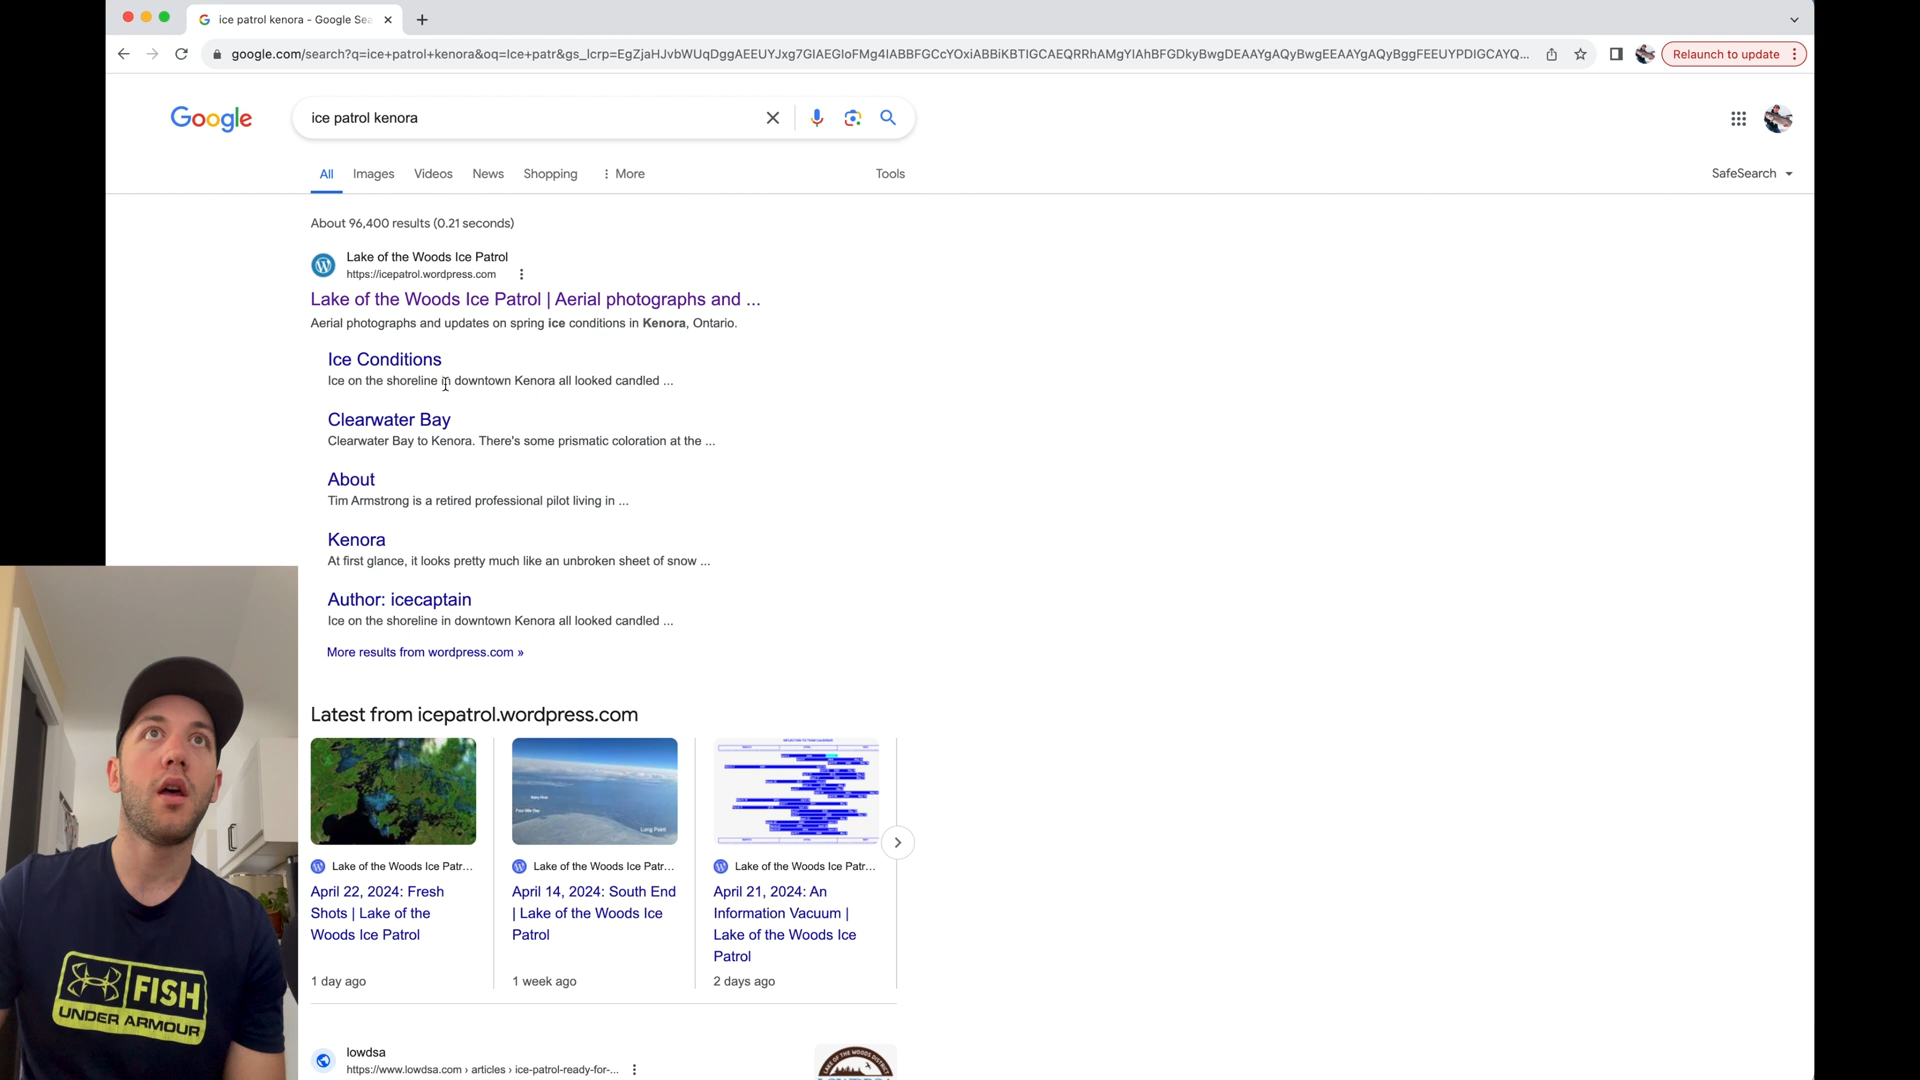 ice patrol kenora - Google Sea
google.com/search?q=ice+patrol+kenora&oq=Ice+patr&gs_lcrp=EgZjaHJvbWUqDggAEEUYJxg7GIAEGIoFMg4IABBFGCcYOxiABBiKBTIGCAEQRRhAMgYIAhBFGDkyBwgDEAAYgAQyBwgEEAAYgAQyBggFEEUYPDIGCAYQ...
Relaunch to update
Google
ice patrol kenora
All Images Videos News Shopping More Tools
SafeSearch
About 96,400 results (0.21 seconds)
Lake of the Woods Ice Patrol
https://icepatrol.wordpress.com
Lake of the Woods Ice Patrol | Aerial photographs and ...
Aerial photographs and updates on spring ice conditions in Kenora, Ontario.
Ice Conditions
Ice on the shoreline in downtown Kenora all looked candled ...
Clearwater Bay
Clearwater Bay to Kenora. There's some prismatic coloration at the ...
About
Tim Armstrong is a retired professional pilot living in ...
Kenora
At first glance, it looks pretty much like an unbroken sheet of snow ...
Author: icecaptain
Ice on the shoreline in downtown Kenora all looked candled ...
More results from wordpress.com »
Latest from icepatrol.wordpress.com
Long Point
Lake of the Woods Ice Patr...
April 22, 2024: Fresh
Shots | Lake of the
Woods Ice Patrol
1 day ago
Lake of the Woods Ice Patr...
April 14, 2024: South End
| Lake of the Woods Ice
Patrol
1 week ago
Lake of the Woods Ice Patr...
April 21, 2024: An
Information Vacuum |
Lake of the Woods Ice
Patrol
2 days ago
lowdsa
https://www.lowdsa.com › articles › ice-patrol-ready-for-...
LAKE OF THE WOODS DISTRICT
FISH
UNDER ARMOUR